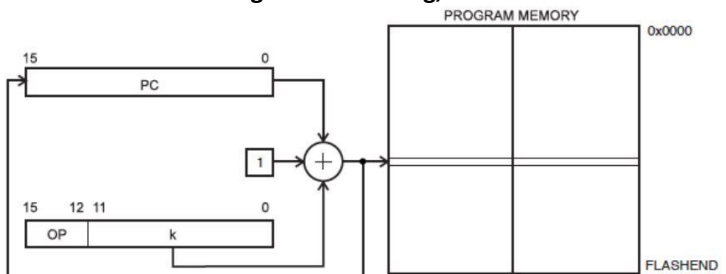 PROGRAM MEMORY
0x0000
15 0
PC
1
+
15 12 11 0
OP k
FLASHEND